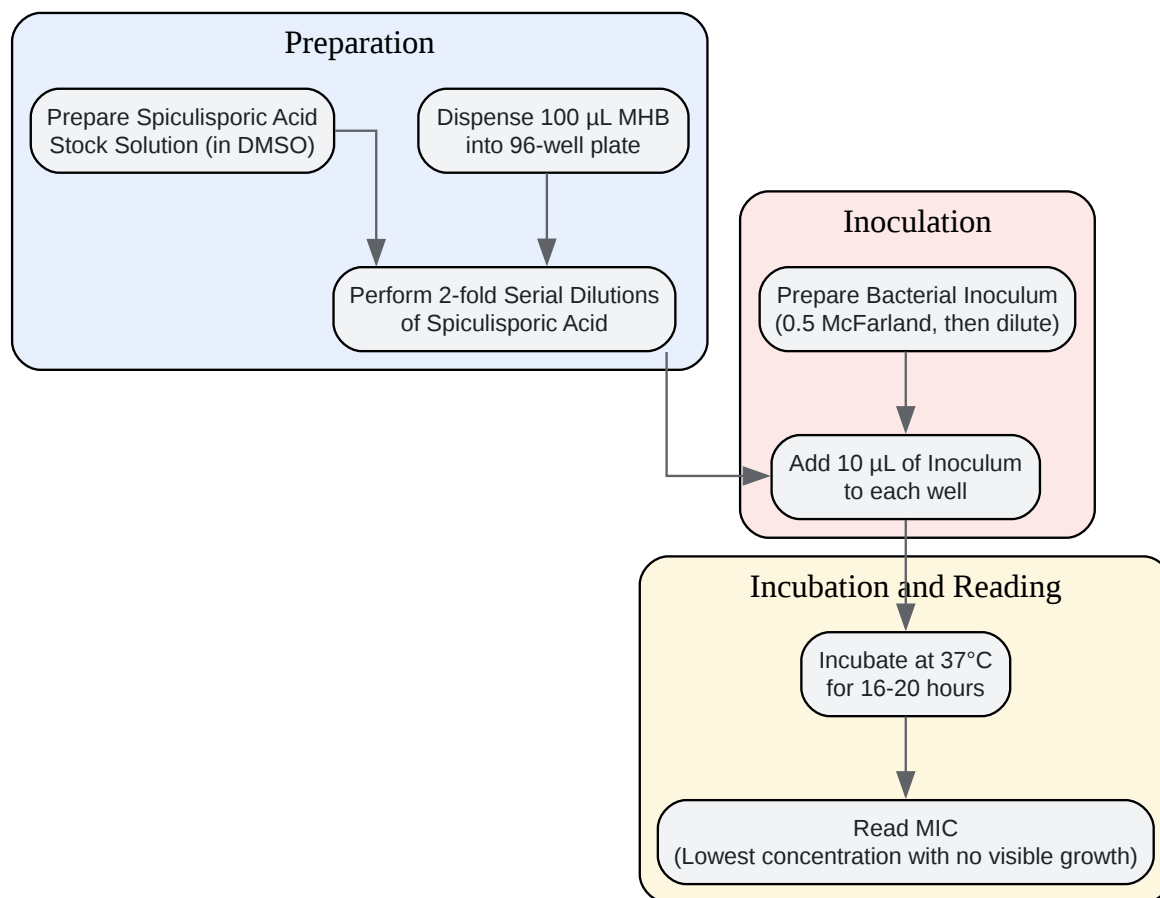 Preparation
Prepare Spiculisporic Acid
Stock Solution (in DMSO)
Dispense 100 µL MHB
into 96-well plate
Perform 2-fold Serial Dilutions
of Spiculisporic Acid
Inoculation
Prepare Bacterial Inoculum
(0.5 McFarland, then dilute)
Add 10 µL of Inoculum
to each well
Incubation and Reading
Incubate at 37°C
for 16-20 hours
Read MIC
(Lowest concentration with no visible growth)